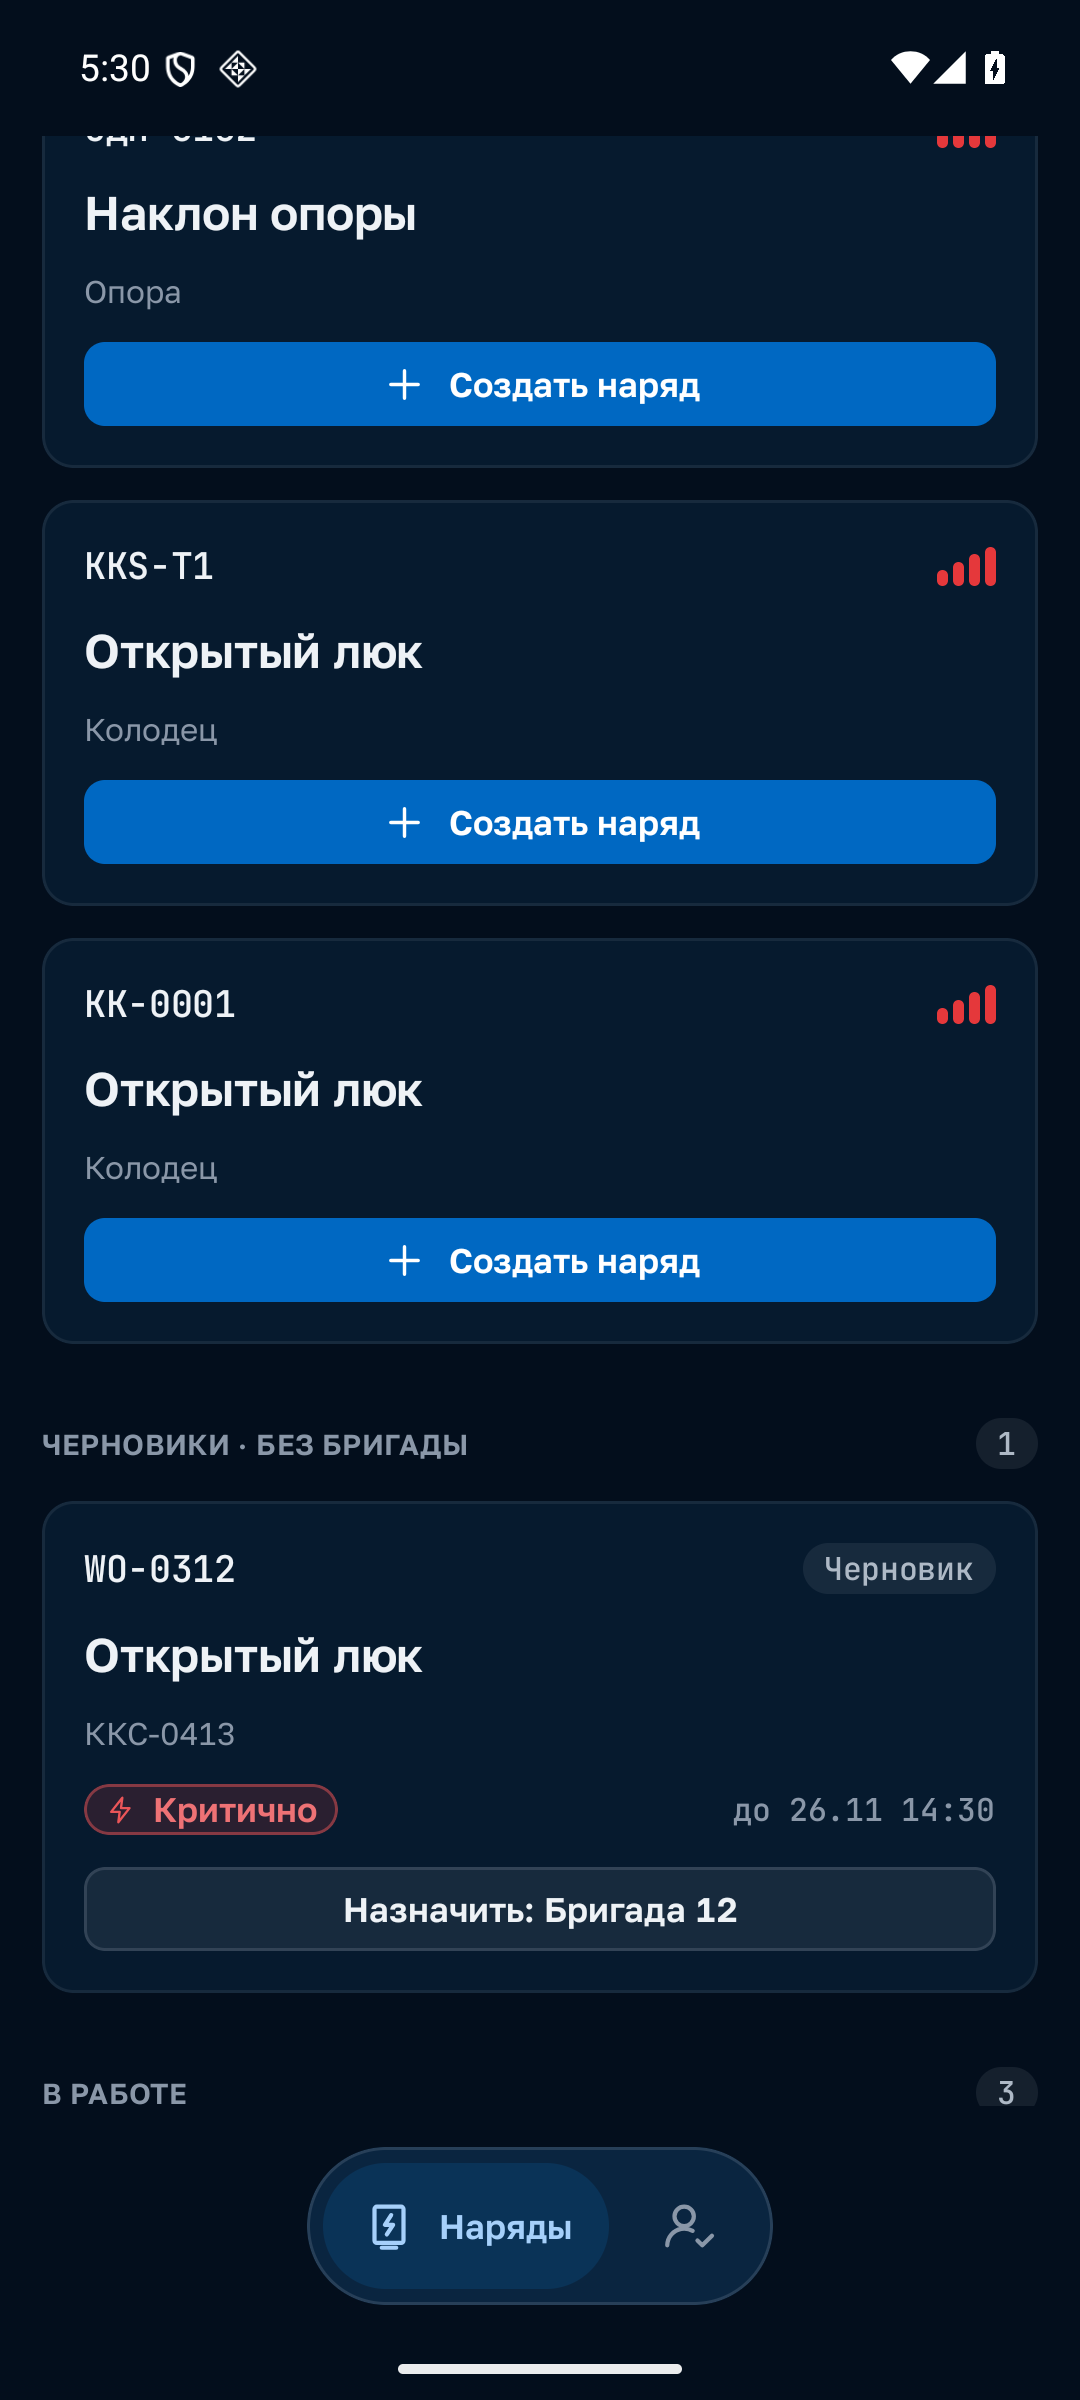 5:30
Наклон опоры
Опора
Создать наряд
KKS-T1
Открытый люк
Колодец
Создать наряд
KK-0001
Открытый люк
Колодец
Создать наряд
ЧЕРНОВИКИ · БЕЗ БРИГАДЫ
1
WO-0312
Черновик
Открытый люк
ККС-0413
Критично
до 26.11 14:30
Назначить: Бригада 12
В РАБОТЕ
3
Наряды